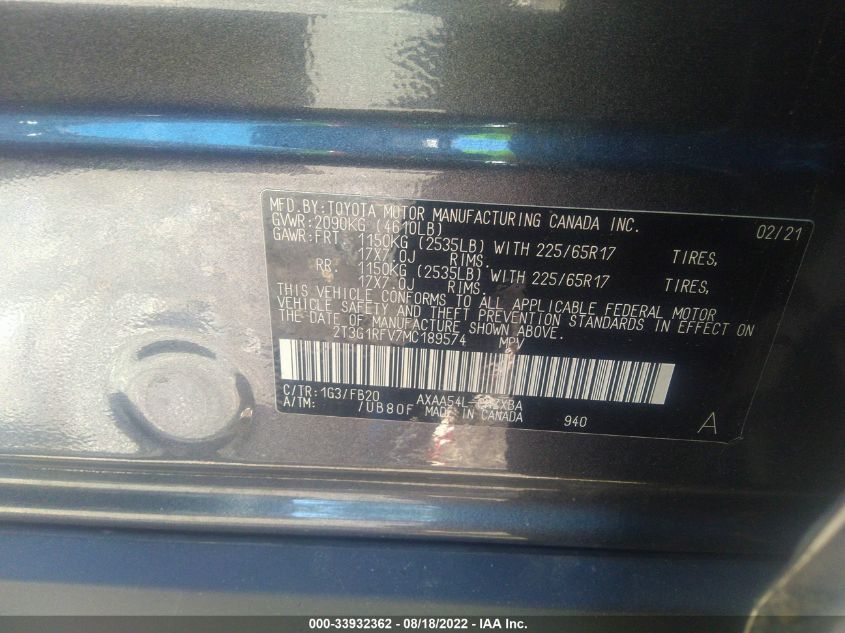 MFD.BY:TOYOTA MOTOR MANUFACTURING CANADA INC. 02/21
GVWR:2090KG (4610LB)
GAWR:FRT 1150KG (2535LB) WITH 225/65R17 TIRES,
17X7.0J RIMS.
RR. 1150KG (2535LB) WITH 225/65R17 TIRES,
17X7.0J RIMS.
THIS VEHICLE CONFORMS TO ALL APPLICABLE FEDERAL MOTOR
VEHICLE SAFETY AND THEFT PREVENTION STANDARDS IN EFFECT ON
THE DATE OF MANUFACTURE SHOWN ABOVE.
2T3G1RFV7MC189574 MPV
C/TR:1G3/FB20
A/TM: /UB80F MADE IN CANADA 940 A
000-33932362 - 08/18/2022 - IAA Inc.